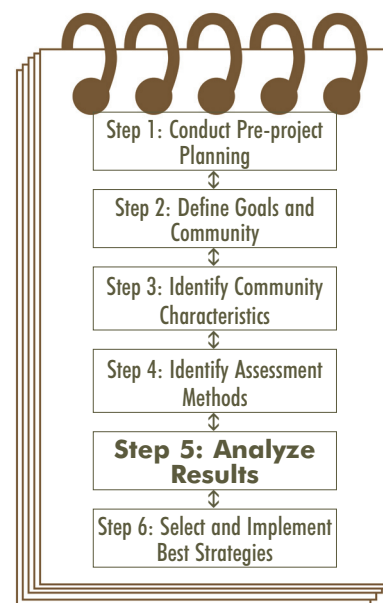 Step 1: Conduct Pre-project
Planning
Step 2: Define Goals and
Community
Step 3: Identify Community
Characteristics
Step 4: Identify Assessment
Methods
Step 5: Analyze
Results
Step 6: Select and Implement
Best Strategies